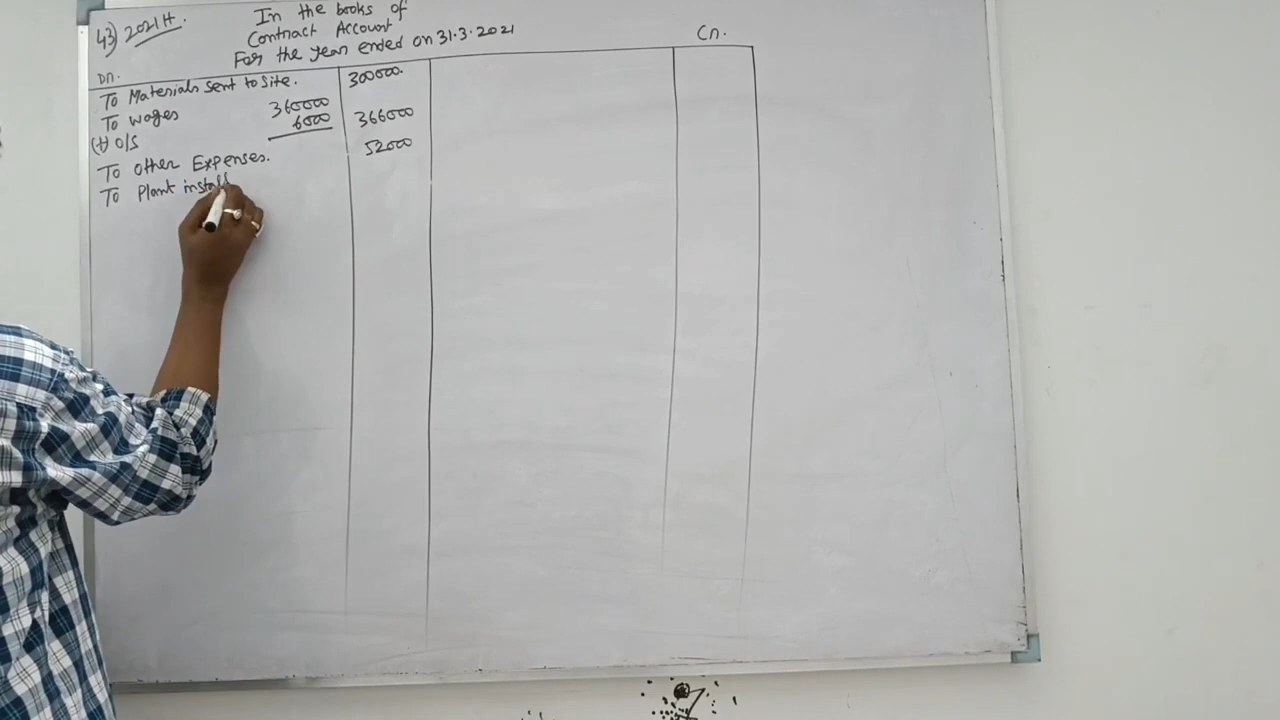 43) 2021 H.
In the books of
Contract Account
For the year ended on 31.3.2021
Dr. Cr.
To Materials sent to site. 300000.
To wages 360000
(+) O/S 6000 366000
To Other Expenses. 52000
To Plant install